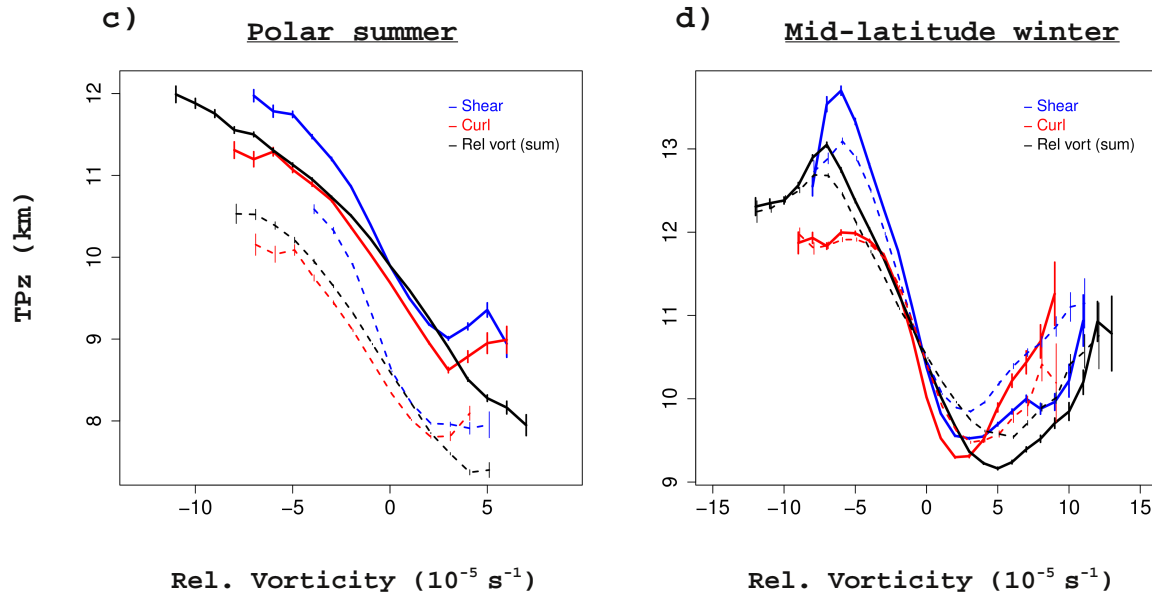 c)
Polar summer
12
11
10
9
8
TPz (km)
– Shear
– Curl
– Rel vort (sum)
−10 −5 0 5
Rel. Vorticity (10⁻⁵ s⁻¹)
d)
Mid-latitude winter
13
12
11
10
9
– Shear
– Curl
– Rel vort (sum)
−15 −10 −5 0 5 10 15
Rel. Vorticity (10⁻⁵ s⁻¹)